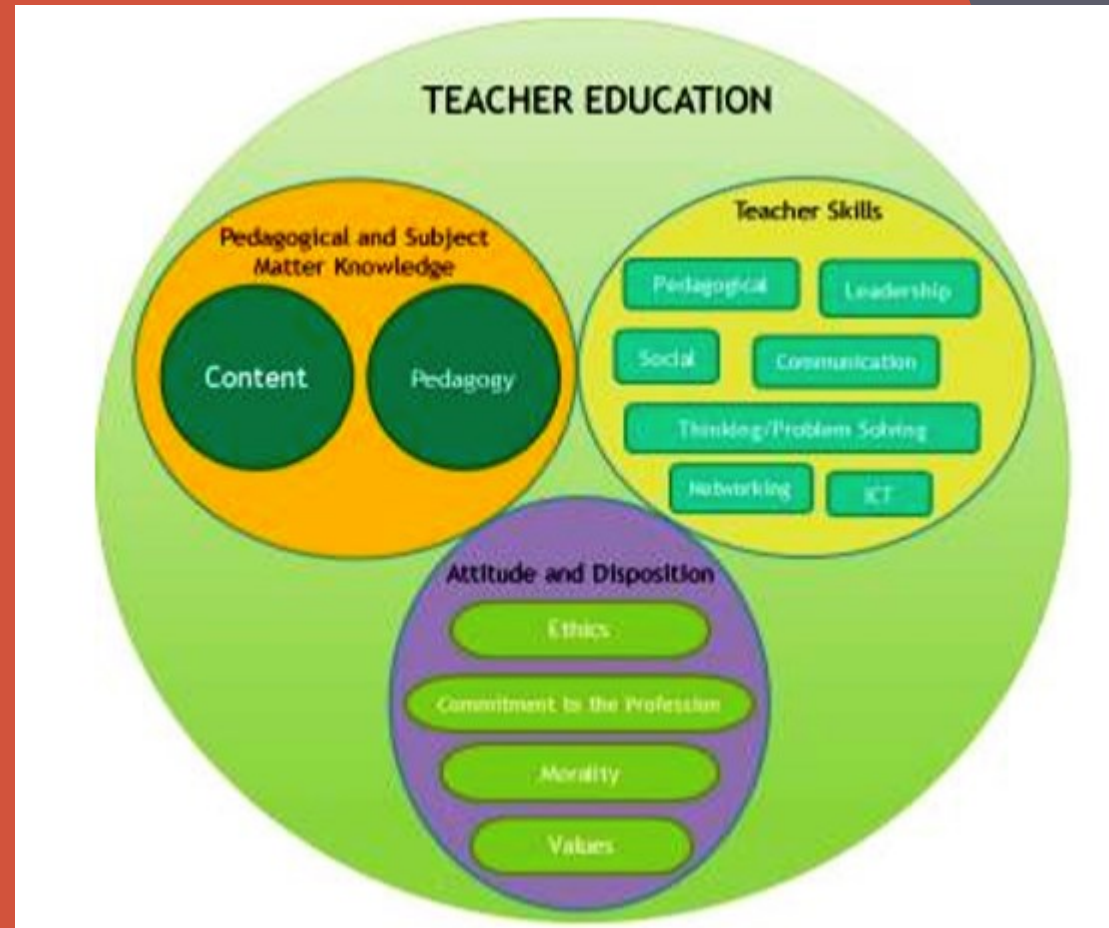 TEACHER EDUCATION
Pedagogical and Subject
Matter Knowledge
Content
Pedagogy
Teacher Skills
Pedagogical
Leadership
Social
Communication
Thinking/Problem Solving
Networking
ICT
Attitude and Disposition
Ethics
Commitment to the Profession
Morality
Values